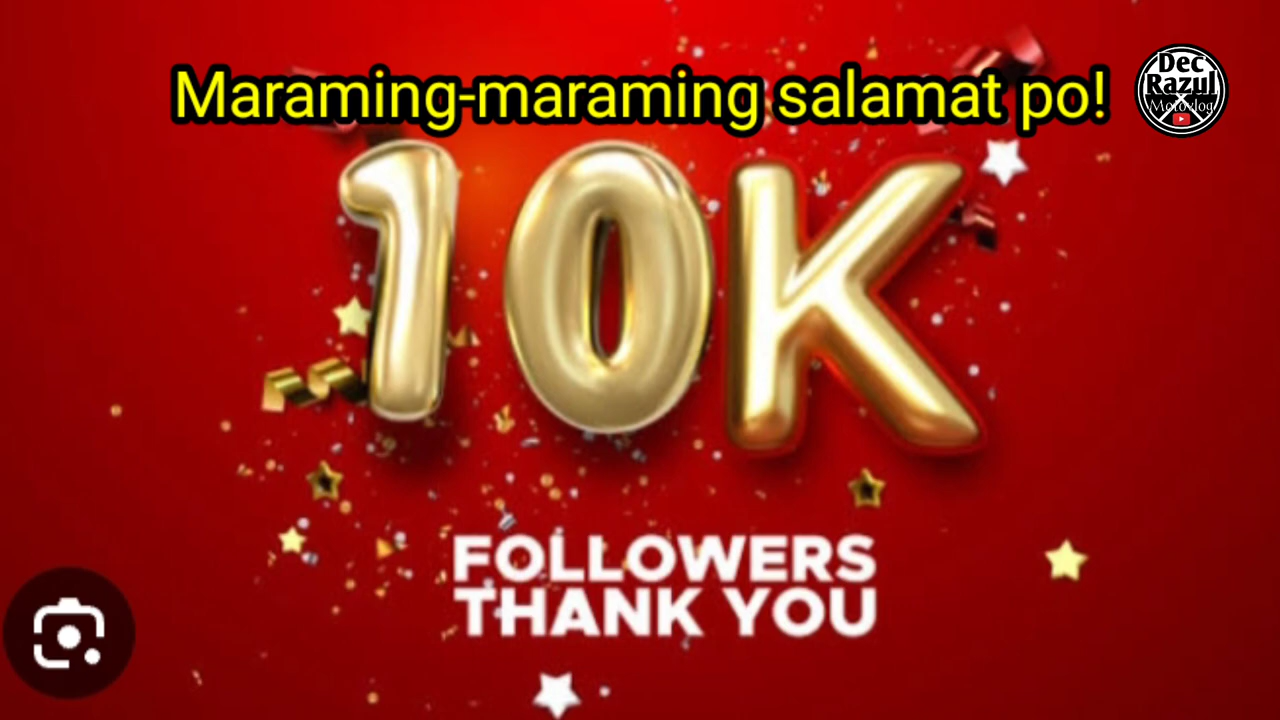 Maraming-maraming salamat po!
Dec
Razul
Motovlog
10K
FOLLOWERS
THANK YOU